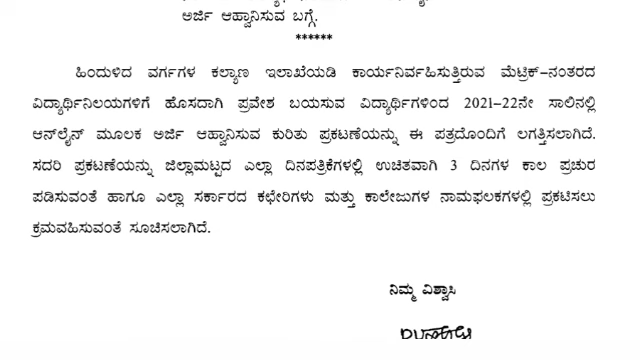 ಅರ್ಜಿ ಆಹ್ವಾನಿಸುವ ಬಗ್ಗೆ.
******
ಹಿಂದುಳಿದ ವರ್ಗಗಳ ಕಲ್ಯಾಣ ಇಲಾಖೆಯಡಿ ಕಾರ್ಯನಿರ್ವಹಿಸುತ್ತಿರುವ ಮೆಟ್ರಿಕ್-ನಂತರದ
ವಿದ್ಯಾರ್ಥಿನಿಲಯಗಳಿಗೆ ಹೊಸದಾಗಿ ಪ್ರವೇಶ ಬಯಸುವ ವಿದ್ಯಾರ್ಥಿಗಳಿಂದ 2021-22ನೇ ಸಾಲಿನಲ್ಲಿ
ಆನ್‌ಲೈನ್ ಮೂಲಕ ಅರ್ಜಿ ಆಹ್ವಾನಿಸುವ ಕುರಿತು ಪ್ರಕಟಣೆಯನ್ನು ಈ ಪತ್ರದೊಂದಿಗೆ ಲಗತ್ತಿಸಲಾಗಿದೆ.
ಸದರಿ ಪ್ರಕಟಣೆಯನ್ನು ಜಿಲ್ಲಾಮಟ್ಟದ ಎಲ್ಲಾ ದಿನಪತ್ರಿಕೆಗಳಲ್ಲಿ ಉಚಿತವಾಗಿ 3 ದಿನಗಳ ಕಾಲ ಪ್ರಚುರ
ಪಡಿಸುವಂತೆ ಹಾಗೂ ಎಲ್ಲಾ ಸರ್ಕಾರದ ಕಛೇರಿಗಳು ಮತ್ತು ಕಾಲೇಜುಗಳ ನಾಮಫಲಕಗಳಲ್ಲಿ ಪ್ರಕಟಿಸಲು
ಕ್ರಮವಹಿಸುವಂತೆ ಸೂಚಿಸಲಾಗಿದೆ.
ನಿಮ್ಮ ವಿಶ್ವಾಸಿ